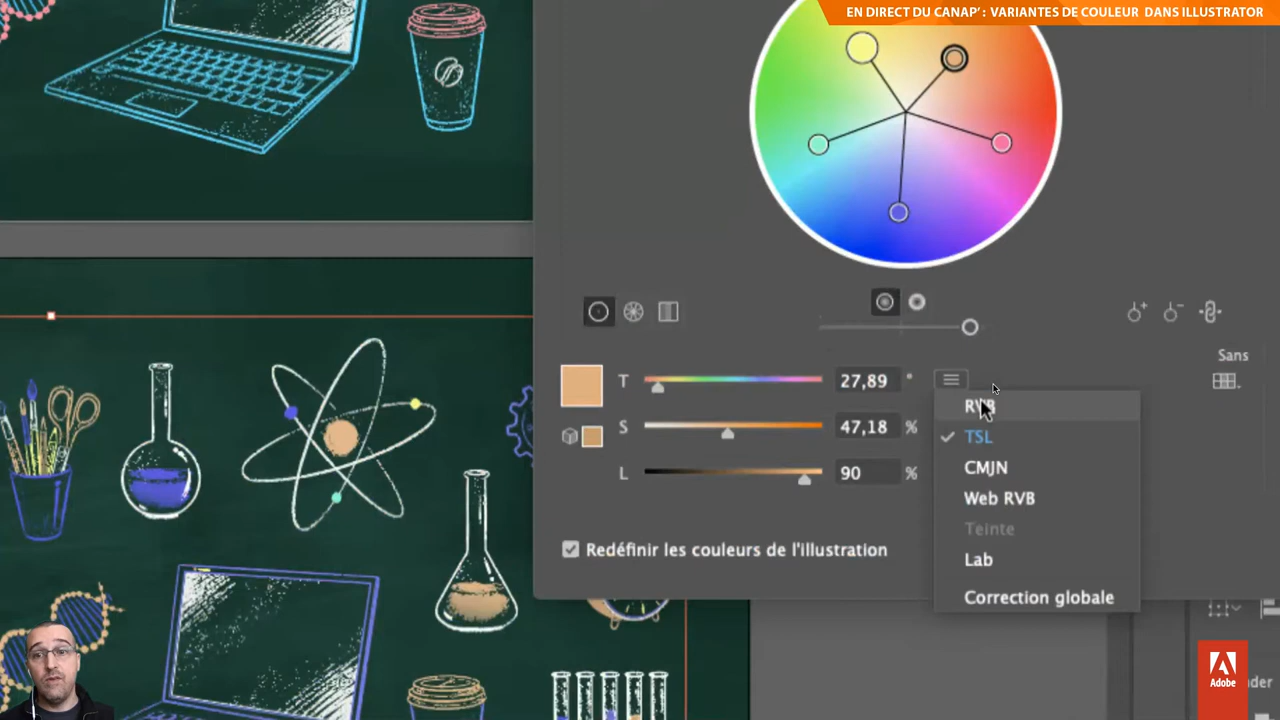 EN DIRECT DU CANAP' : VARIANTES DE COULEUR DANS ILLUSTRATOR
Sans
T 27,89 °
S 47,18 %
L 90 %
RVB
TSL
CMJN
Web RVB
Teinte
Lab
Correction globale
Redéfinir les couleurs de l'illustration
Adobe